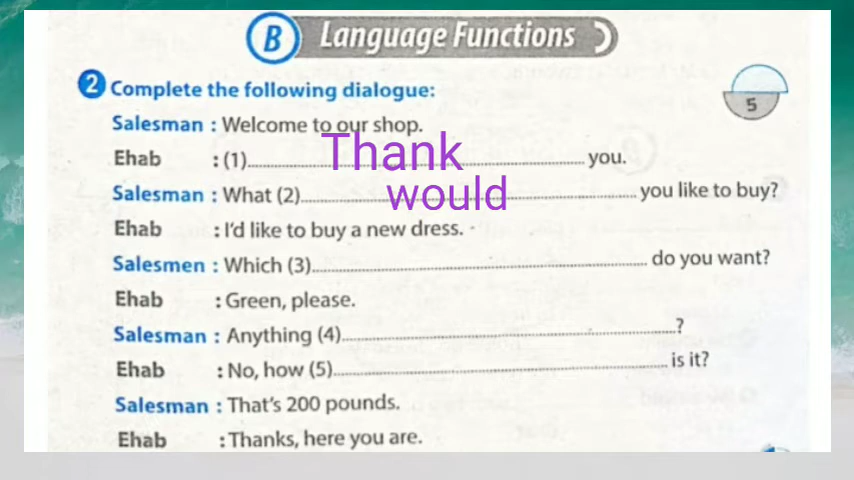 B Language Functions
2 Complete the following dialogue:
5
Salesman : Welcome to our shop.
Ehab : (1)..........Thank.......... you.
Salesman : What (2)..........would.......... you like to buy?
Ehab : I'd like to buy a new dress.
Salesmen : Which (3).................... do you want?
Ehab : Green, please.
Salesman : Anything (4)....................?
Ehab : No, how (5).................... is it?
Salesman : That's 200 pounds.
Ehab : Thanks, here you are.